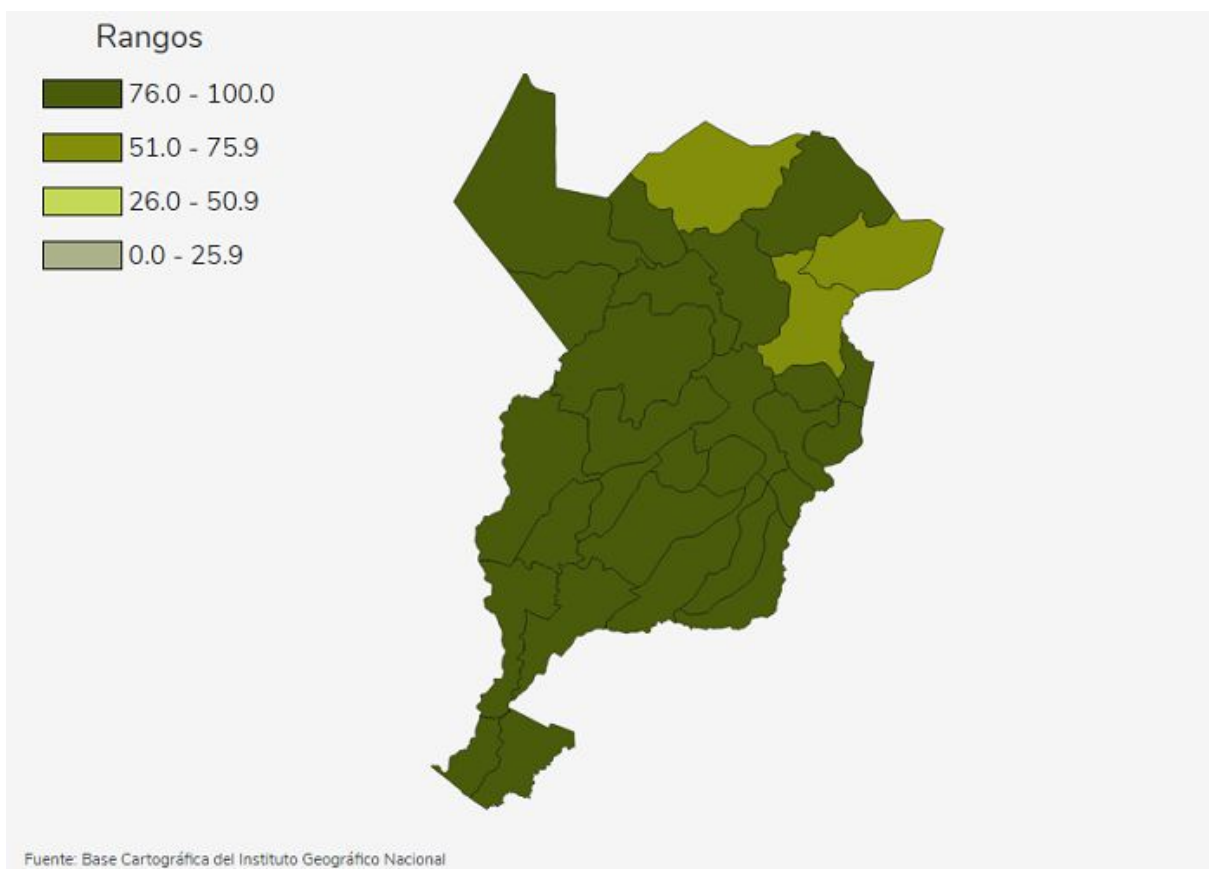 Rangos
76.0 - 100.0
51.0 - 75.9
26.0 - 50.9
0.0 - 25.9
Fuente: Base Cartográfica del Instituto Geográfico Nacional